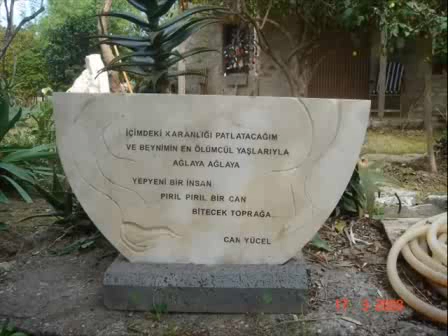 İÇİMDEKİ KARANLIĞI PATLATACAĞIM
VE BEYNİMİN EN ÖLÜMCÜL YAŞLARIYLA
AĞLAYA AĞLAYA
YEPYENİ BİR İNSAN
PIRIL PIRIL BİR CAN
BİTECEK TOPRAĞA...
CAN YÜCEL